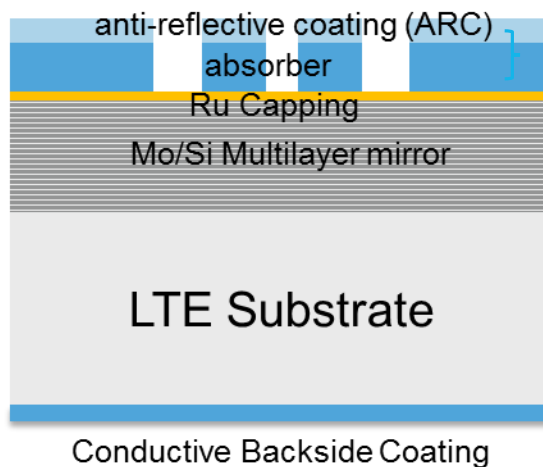 anti-reflective coating (ARC)
absorber
Ru Capping
Mo/Si Multilayer mirror
LTE Substrate
Conductive Backside Coating